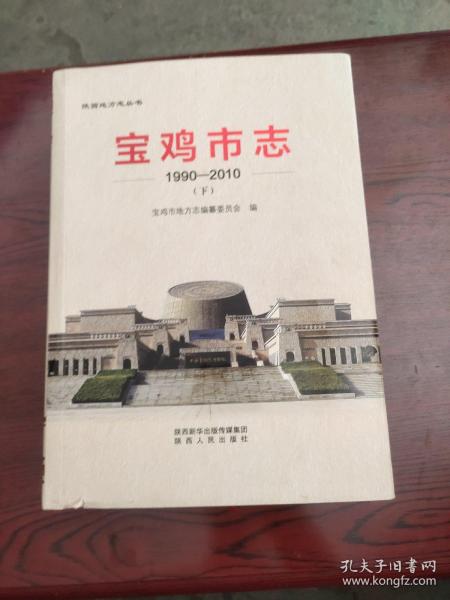 陕西地方志丛书
宝鸡市志
1990—2010
（下）
宝鸡市地方志编纂委员会 编
陕西新华出版传媒集团
陕西人民出版社
孔夫子旧书网
www.kongfz.com